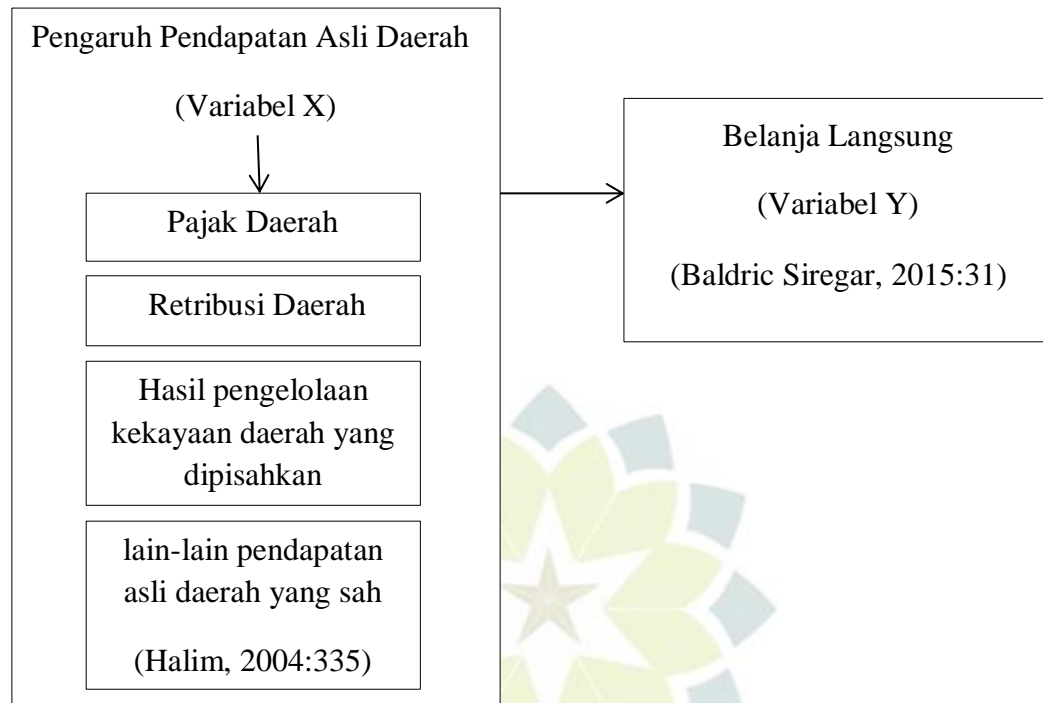 Pengaruh Pendapatan Asli Daerah
(Variabel X)
Pajak Daerah
Retribusi Daerah
Hasil pengelolaan
kekayaan daerah yang
dipisahkan
lain-lain pendapatan
asli daerah yang sah
(Halim, 2004:335)
Belanja Langsung
(Variabel Y)
(Baldric Siregar, 2015:31)